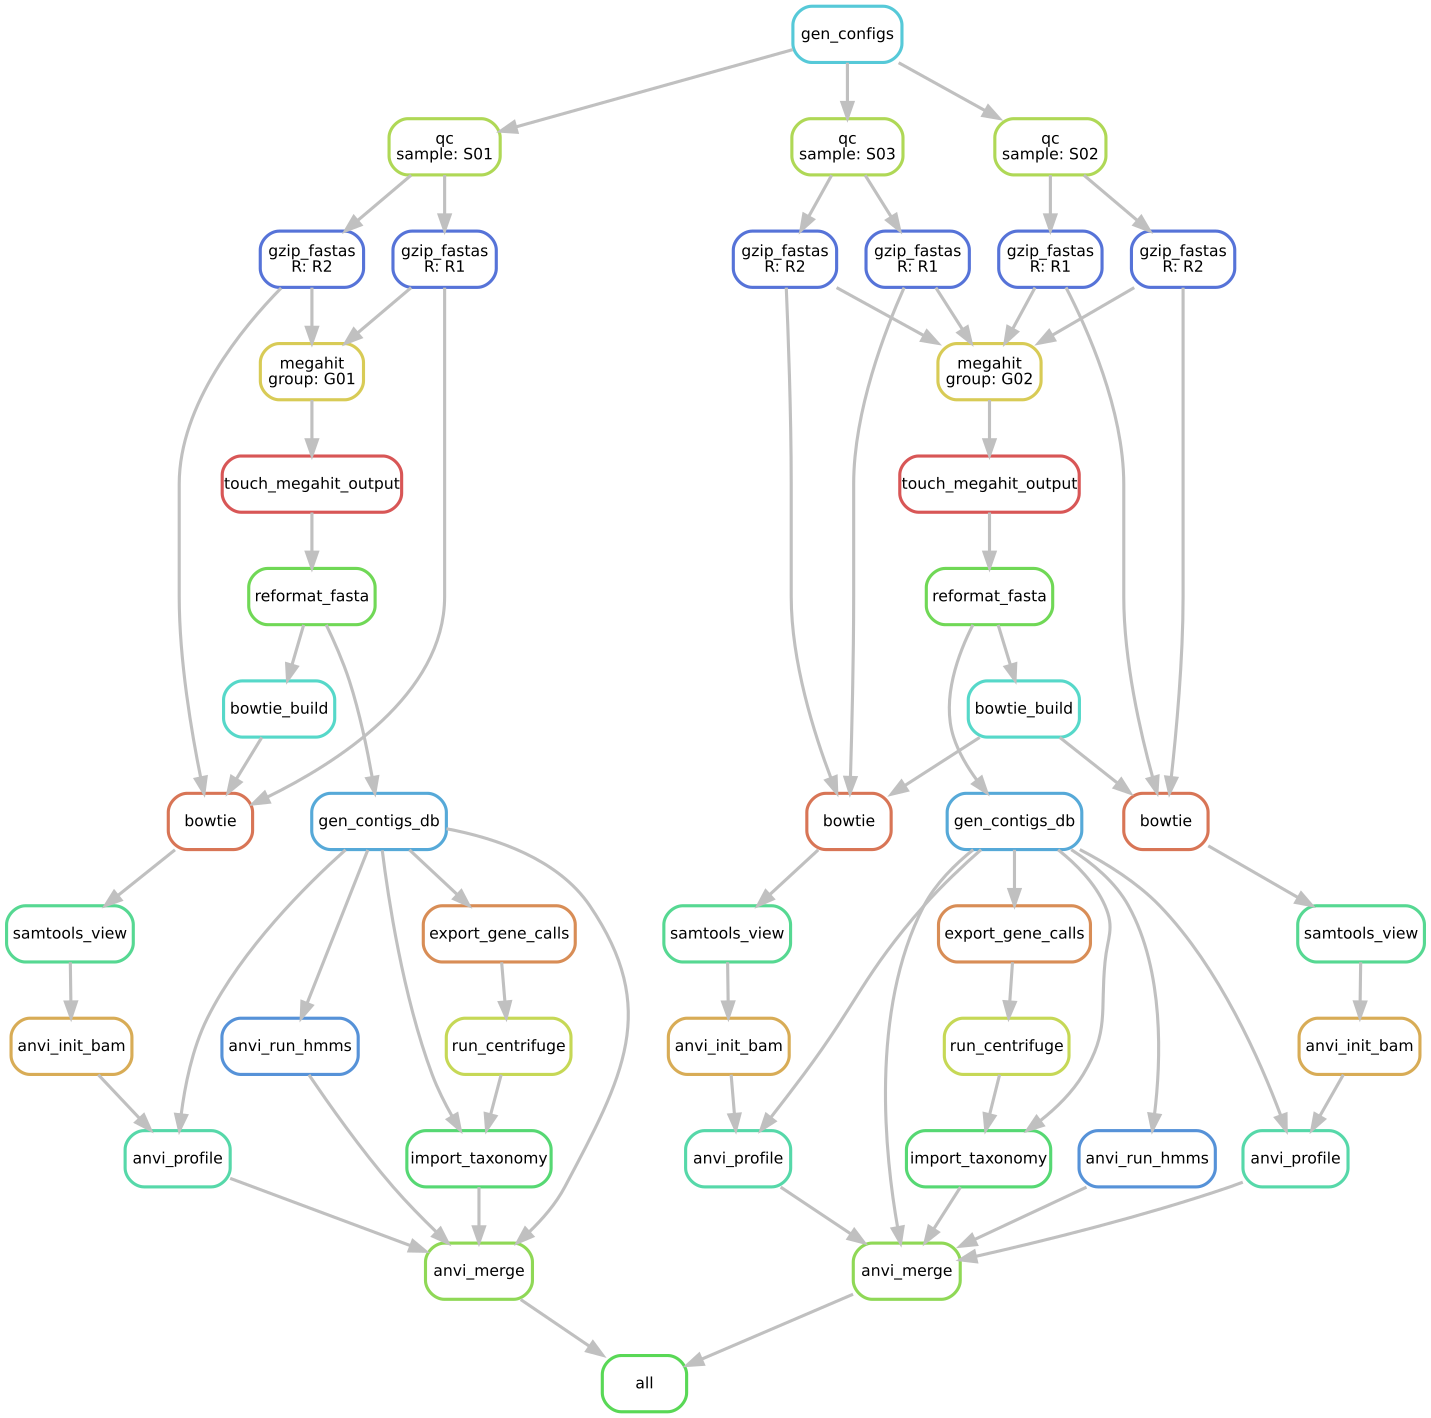 gen_configs
qc
sample: S01
qc
sample: S03
qc
sample: S02
gzip_fastas
R: R2
gzip_fastas
R: R1
gzip_fastas
R: R2
gzip_fastas
R: R1
gzip_fastas
R: R1
gzip_fastas
R: R2
megahit
group: G01
megahit
group: G02
touch_megahit_output
touch_megahit_output
reformat_fasta
reformat_fasta
bowtie_build
bowtie_build
bowtie
gen_contigs_db
bowtie
gen_contigs_db
bowtie
samtools_view
export_gene_calls
samtools_view
export_gene_calls
samtools_view
anvi_init_bam
anvi_run_hmms
run_centrifuge
anvi_init_bam
run_centrifuge
anvi_init_bam
anvi_profile
import_taxonomy
anvi_profile
import_taxonomy
anvi_run_hmms
anvi_profile
anvi_merge
anvi_merge
all